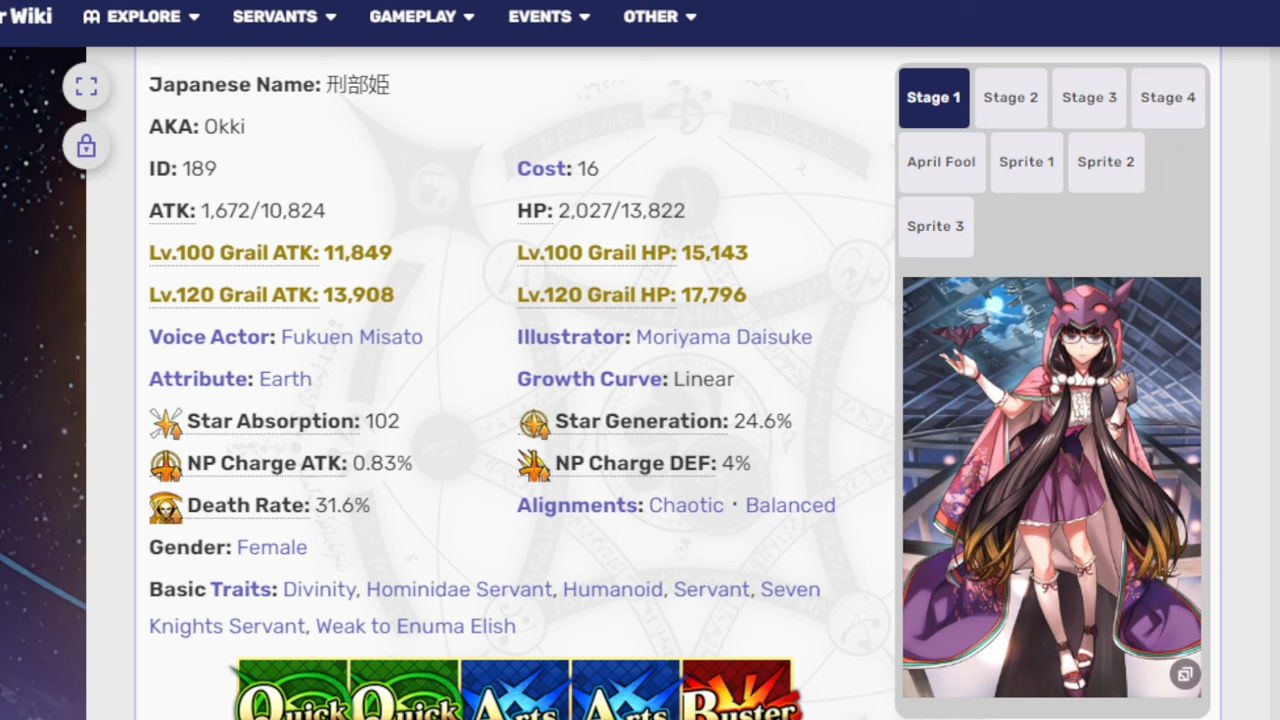 r Wiki EXPLORE SERVANTS GAMEPLAY EVENTS OTHER
Japanese Name: 刑部姫
AKA: Okki
ID: 189 Cost: 16
ATK: 1,672/10,824 HP: 2,027/13,822
Lv.100 Grail ATK: 11,849 Lv.100 Grail HP: 15,143
Lv.120 Grail ATK: 13,908 Lv.120 Grail HP: 17,796
Voice Actor: Fukuen Misato Illustrator: Moriyama Daisuke
Attribute: Earth Growth Curve: Linear
Star Absorption: 102 Star Generation: 24.6%
NP Charge ATK: 0.83% NP Charge DEF: 4%
Death Rate: 31.6% Alignments: Chaotic・Balanced
Gender: Female
Basic Traits: Divinity, Hominidae Servant, Humanoid, Servant, Seven
Knights Servant, Weak to Enuma Elish
Quick Quick Arts Arts Buster
Stage 1 Stage 2 Stage 3 Stage 4
April Fool Sprite 1 Sprite 2
Sprite 3